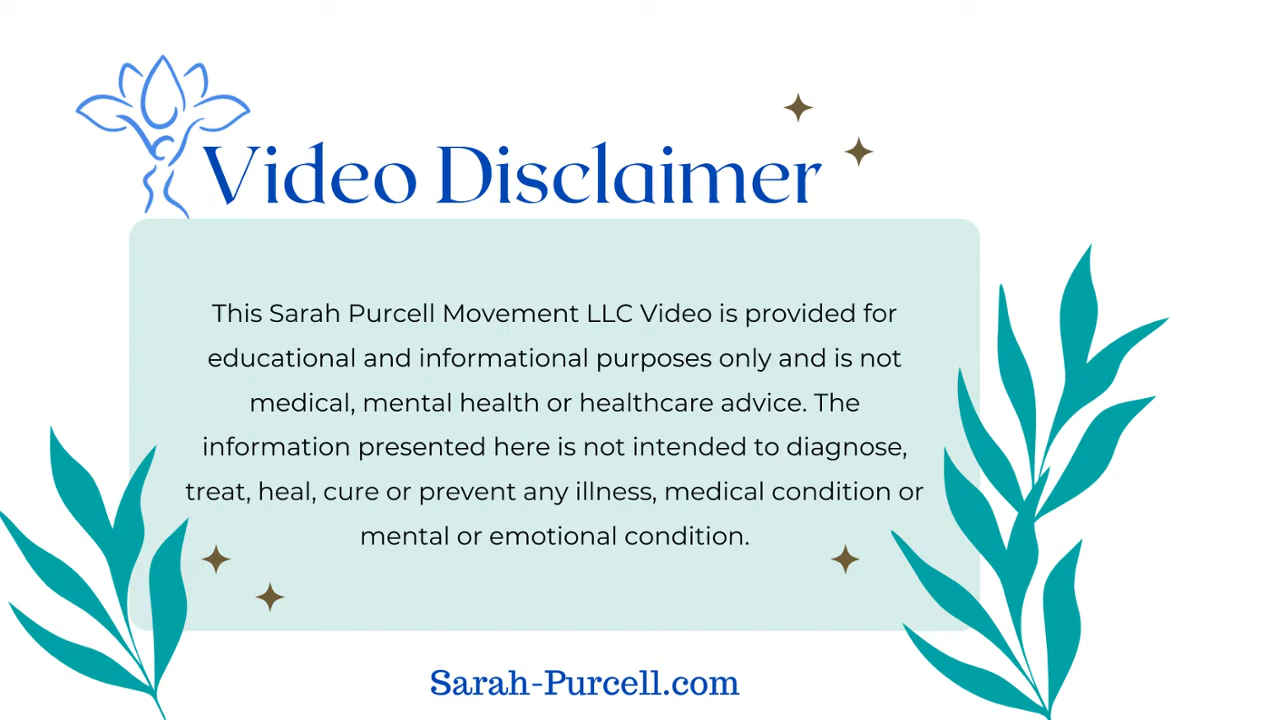 Video Disclaimer
This Sarah Purcell Movement LLC Video is provided for
educational and informational purposes only and is not
medical, mental health or healthcare advice. The
information presented here is not intended to diagnose,
treat, heal, cure or prevent any illness, medical condition or
mental or emotional condition.
Sarah-Purcell.com